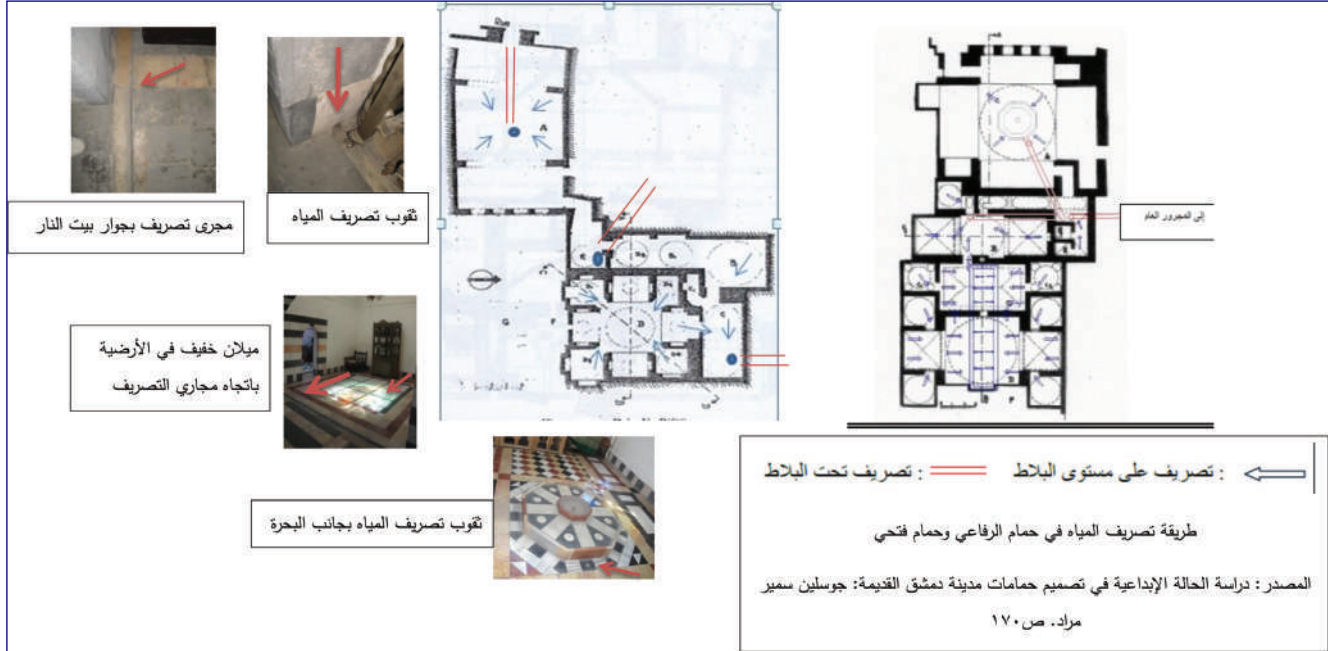 ثقوب تصريف المياه
مجرى تصريف بجوار بيت النار
إلى المجرور العام
ميلان خفيف في الأرضية
باتجاه مجاري التصريف
ثقوب تصريف المياه بجانب البحرة
: تصريف على مستوى البلاط
: تصريف تحت البلاط
طريقة تصريف المياه في حمام الرفاعي وحمام فتحي
المصدر: دراسة الحالة الإبداعية في تصميم حمامات مدينة دمشق القديمة: جوسلين سمير
مراد. ص١٧٠